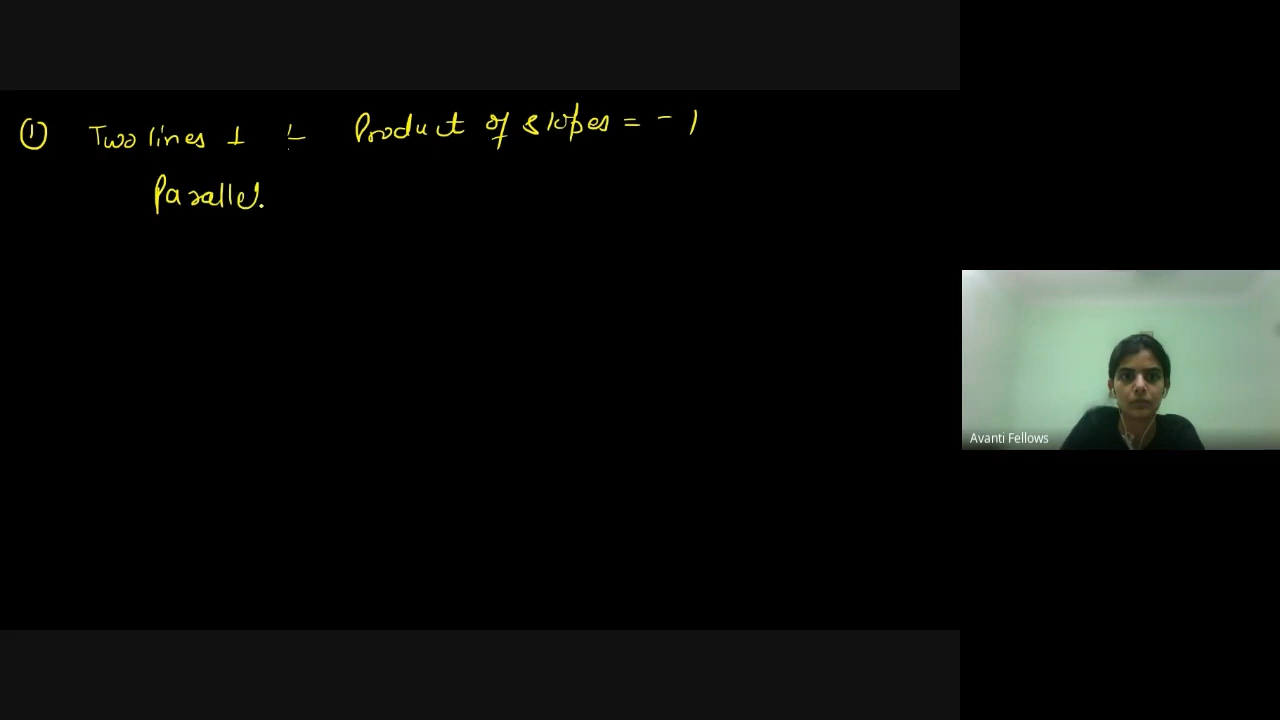 ① Two lines ⊥ :- Product of slopes = -1
Parallel.
Avanti Fellows